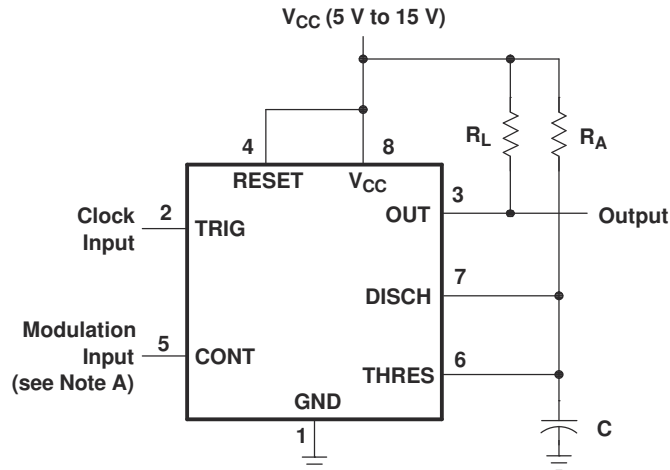 VCC (5 V to 15 V)
RL
RA
4
8
RESET
VCC
3
Clock
Input
2
TRIG
OUT
Output
7
DISCH
Modulation
Input
(see Note A)
5
CONT
6
THRES
GND
1
C